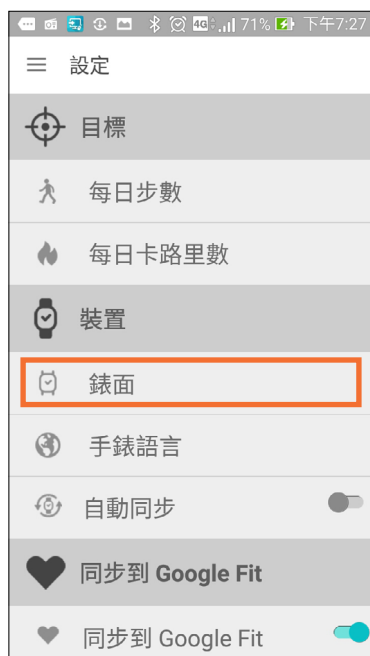 4G 71% 下午7:27
設定
目標
每日步數
每日卡路里數
裝置
錶面
手錶語言
自動同步
同步到 Google Fit
同步到 Google Fit